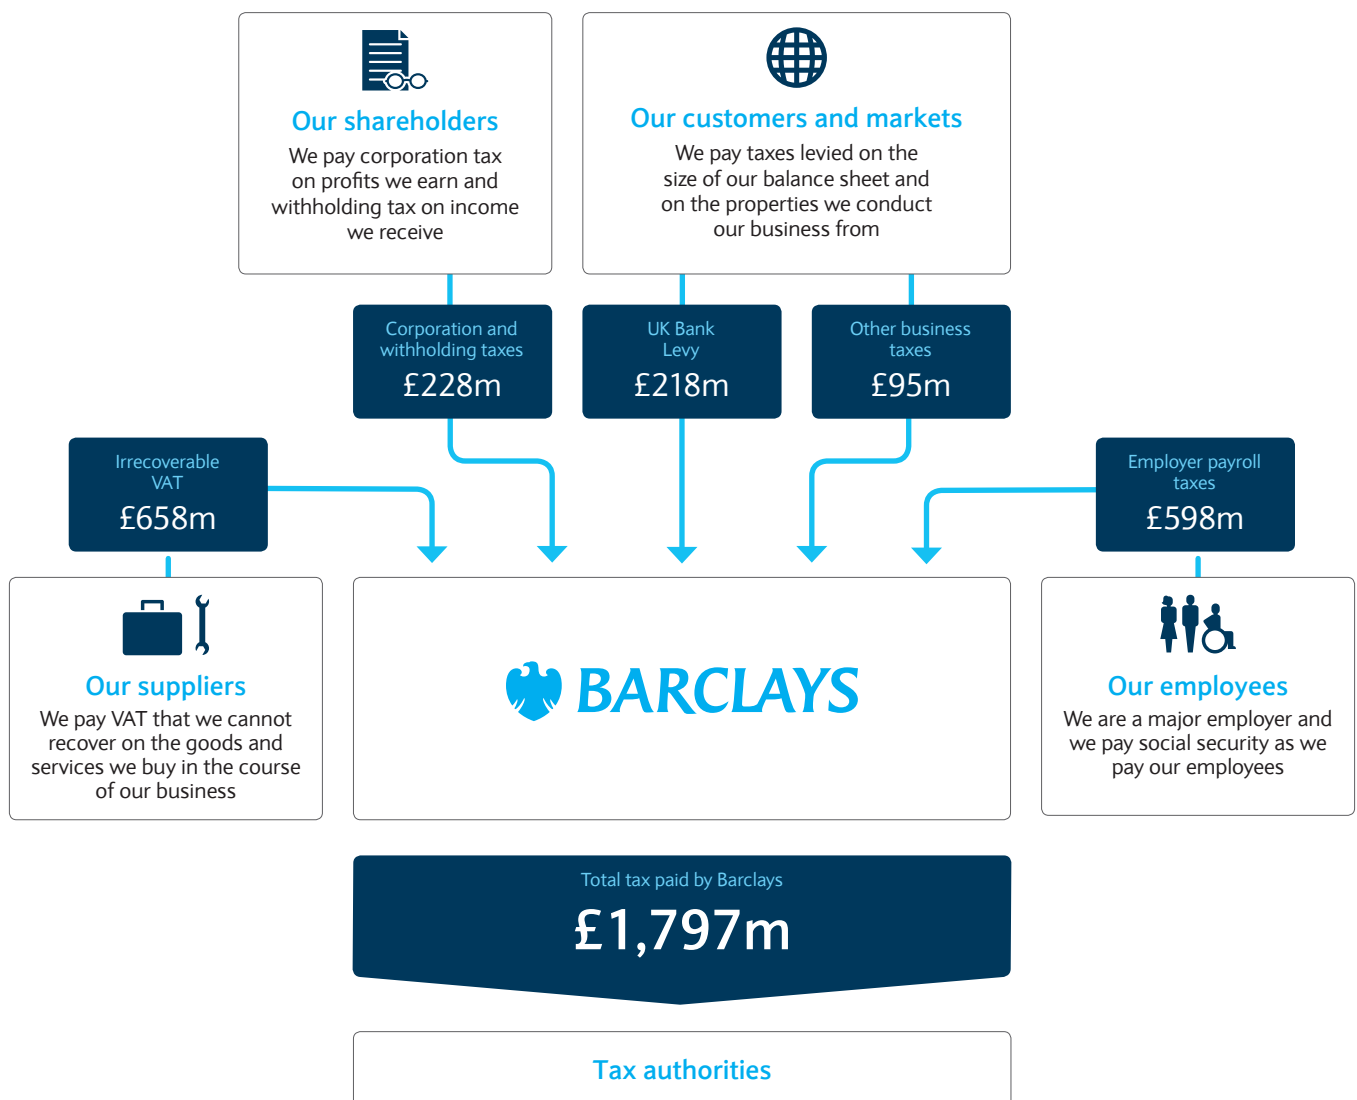 Our shareholders
We pay corporation tax
on profits we earn and
withholding tax on income
we receive
Our customers and markets
We pay taxes levied on the
size of our balance sheet and
on the properties we conduct
our business from
Corporation and
withholding taxes
£228m
UK Bank
Levy
£218m
Other business
taxes
£95m
Irrecoverable
VAT
£658m
Employer payroll
taxes
£598m
Our suppliers
We pay VAT that we cannot
recover on the goods and
services we buy in the course
of our business
BARCLAYS
Our employees
We are a major employer and
we pay social security as we
pay our employees
Total tax paid by Barclays
£1,797m
Tax authorities